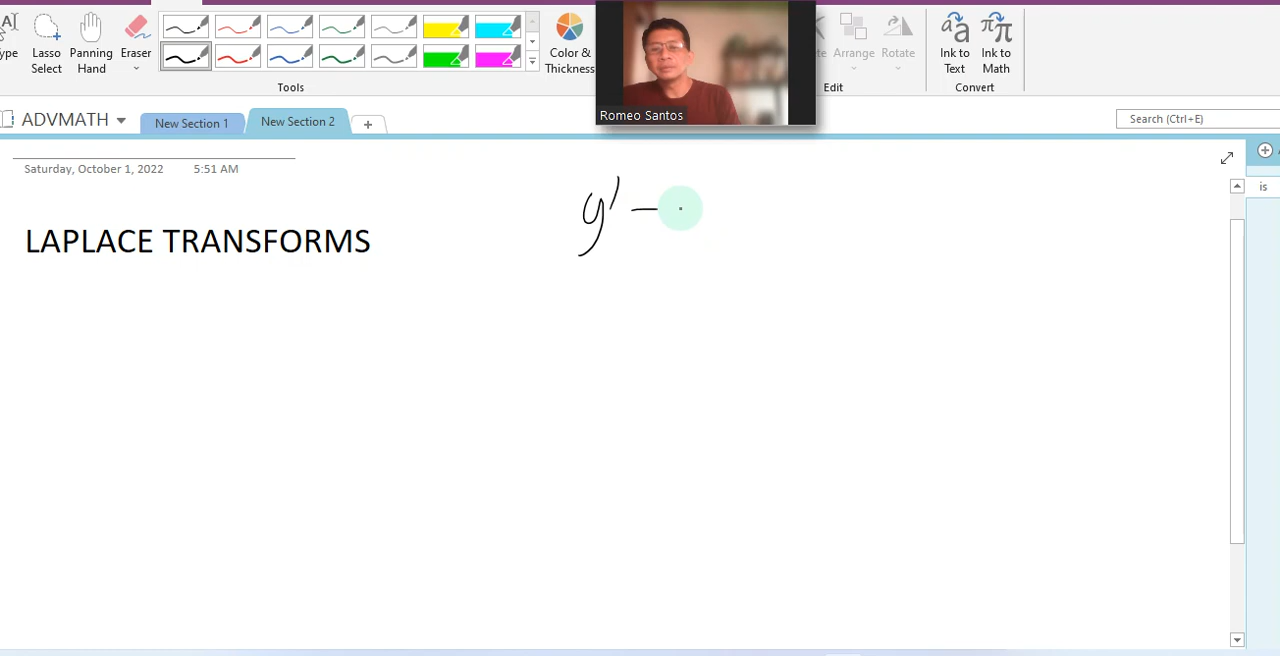 Lasso Select
Panning Hand
Eraser
Color & Thickness
Tools
Arrange
Rotate
Edit
Ink to Text
Ink to Math
Convert
Romeo Santos
ADVMATH
New Section 1
New Section 2
Search (Ctrl+E)
Saturday, October 1, 2022 5:51 AM
is
y' −
LAPLACE TRANSFORMS